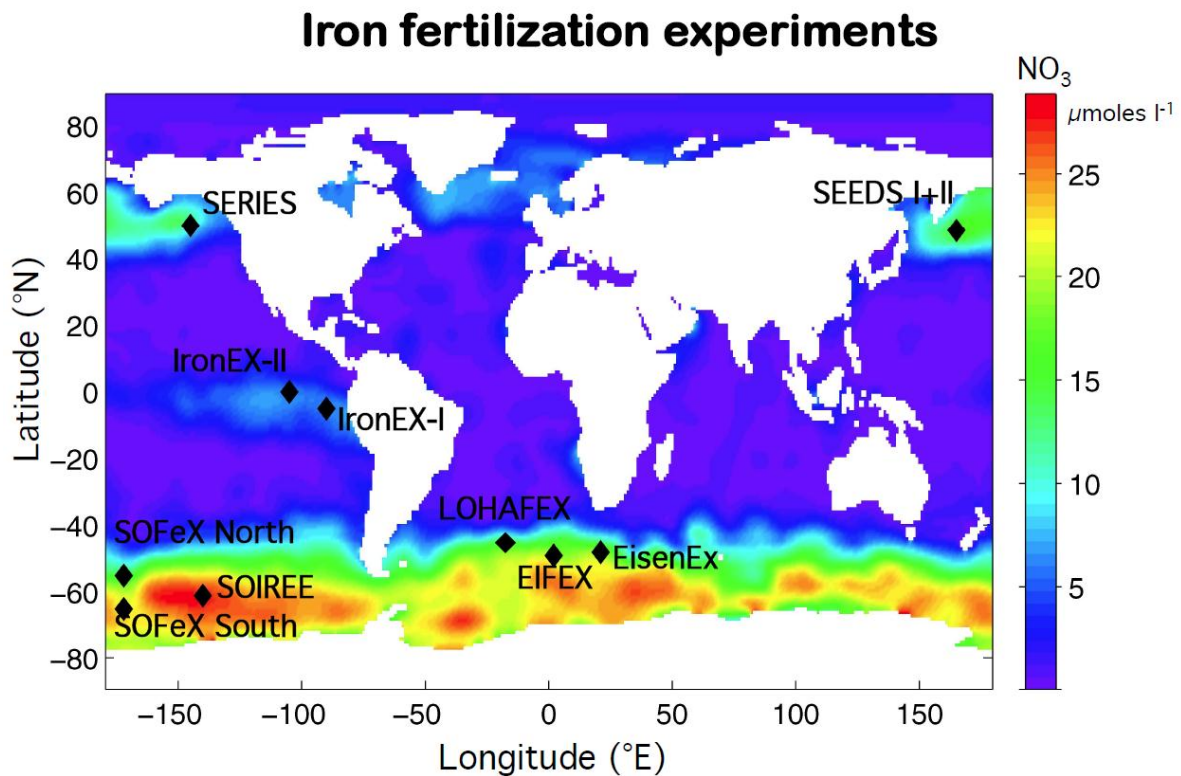 Iron fertilization experiments
NO3
μmoles l-1
80
60
40
20
0
−20
−40
−60
−80
Latitude (°N)
SERIES
SEEDS I+II
IronEX-II
IronEX-I
LOHAFEX
SOFeX North
EisenEx
EIFEX
SOIREE
SOFeX South
25
20
15
10
5
−150
−100
−50
0
50
100
150
Longitude (°E)